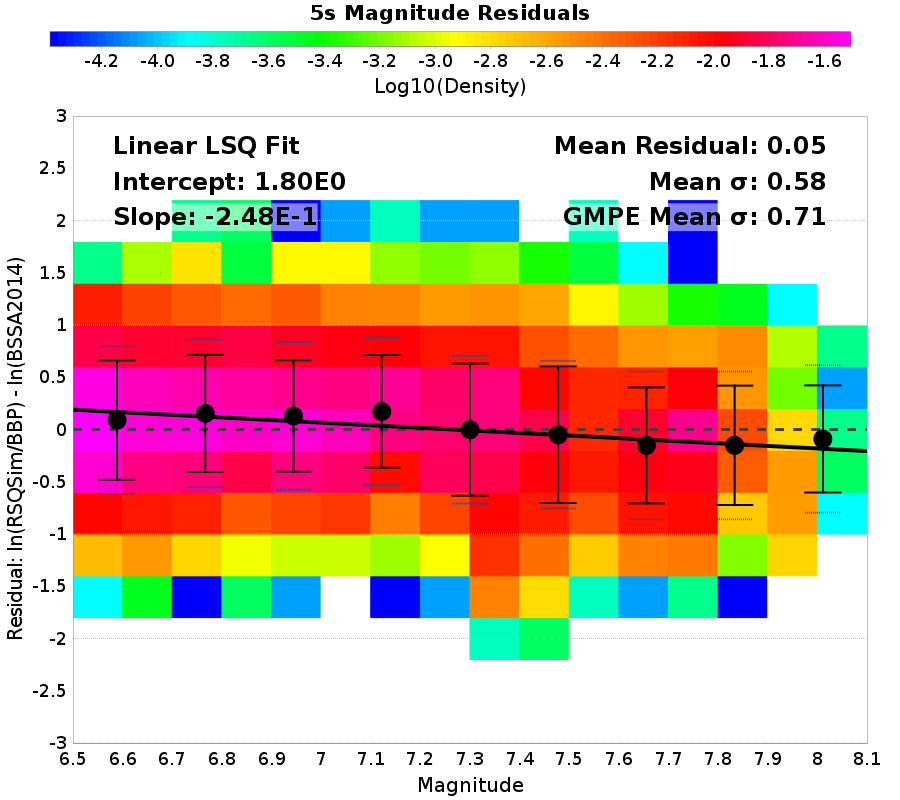 5s Magnitude Residuals
-4.2 -4.0 -3.8 -3.6 -3.4 -3.2 -3.0 -2.8 -2.6 -2.4 -2.2 -2.0 -1.8 -1.6
Log10(Density)
Linear LSQ Fit
Intercept: 1.80E0
Slope: -2.48E-1
Mean Residual: 0.05
Mean σ: 0.58
GMPE Mean σ: 0.71
Residual: ln(RSQSim/BBP) - ln(BSSA2014)
3
2.5
2
1.5
1
0.5
0
-0.5
-1
-1.5
-2
-2.5
-3
6.5 6.6 6.7 6.8 6.9 7 7.1 7.2 7.3 7.4 7.5 7.6 7.7 7.8 7.9 8 8.1
Magnitude